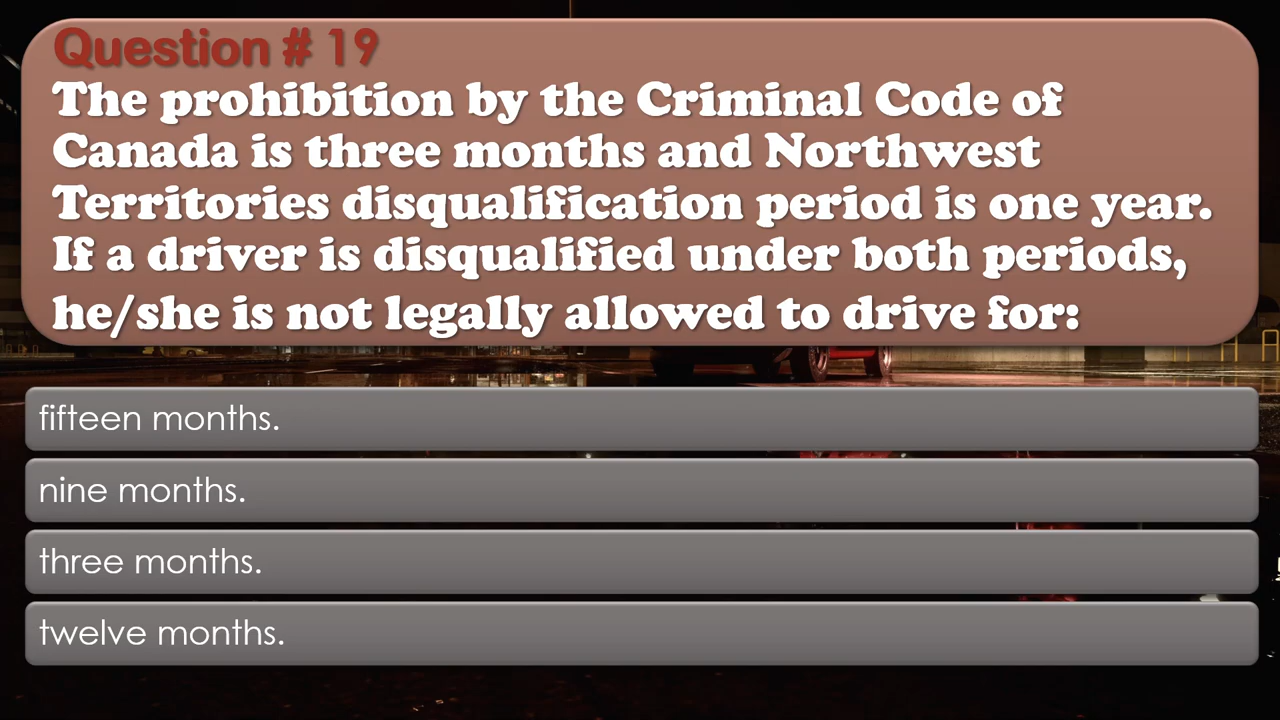 Question # 19
The prohibition by the Criminal Code of
Canada is three months and Northwest
Territories disqualification period is one year.
If a driver is disqualified under both periods,
he/she is not legally allowed to drive for:
fifteen months.
nine months.
three months.
twelve months.